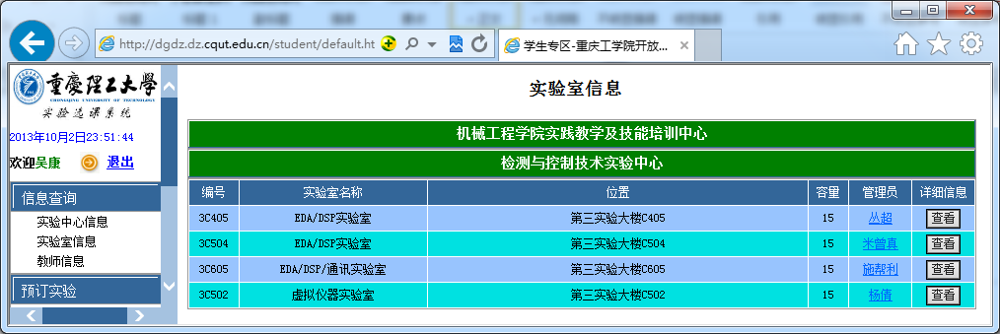 http://dgdz.dz.cqut.edu.cn/student/default.ht
学生专区-重庆工学院开放...
重慶理工大學
CHONGQING UNIVERSITY OF TECHNOLOGY
实验选课系统
2013年10月2日23:51:44
欢迎吴康 退出
信息查询
实验中心信息
实验室信息
教师信息
预订实验
实验室信息
机械工程学院实践教学及技能培训中心
检测与控制技术实验中心
编号 实验室名称 位置 容量 管理员 详细信息
3C405 EDA/DSP实验室 第三实验大楼C405 15 丛超 查看
3C504 EDA/DSP实验室 第三实验大楼C504 15 米曾真 查看
3C605 EDA/DSP/通讯实验室 第三实验大楼C605 15 施帮利 查看
3C502 虚拟仪器实验室 第三实验大楼C502 15 杨倩 查看